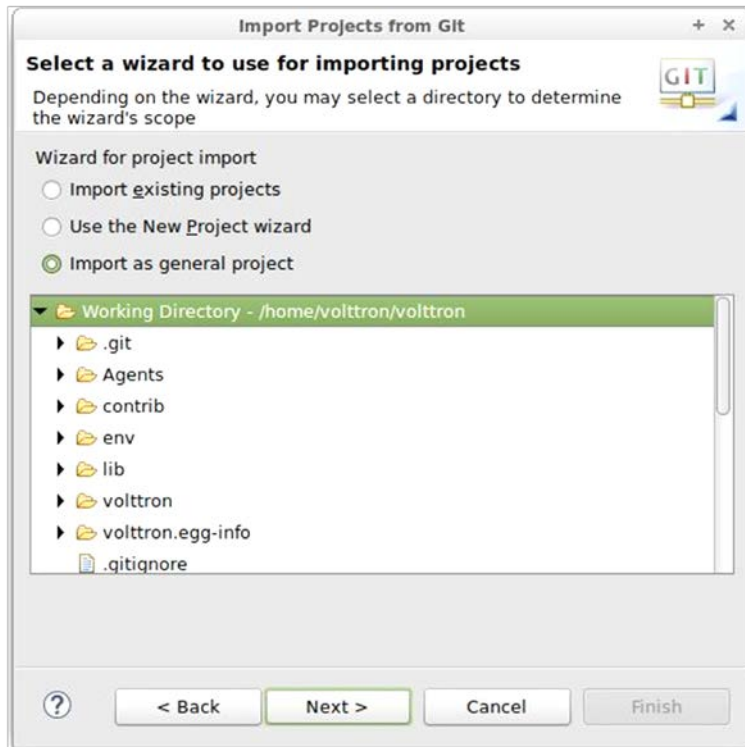 Import Projects from Git
Select a wizard to use for importing projects
GIT
Depending on the wizard, you may select a directory to determine
the wizard's scope
Wizard for project import
Import existing projects
Use the New Project wizard
Import as general project
Working Directory - /home/volttron/volttron
.git
Agents
contrib
env
lib
volttron
volttron.egg-info
.gitignore
?
< Back
Next >
Cancel
Finish